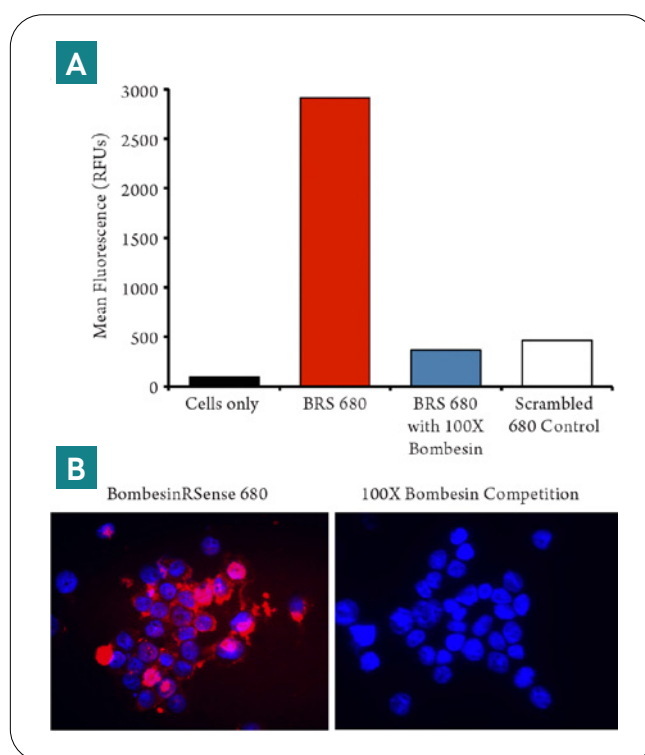 A
Mean Fluorescence (RFUs)
3000
2500
2000
1500
1000
500
0
Cells only
BRS 680
BRS 680
with 100X
Bombesin
Scrambled
680 Control
B
BombesinRSense 680
100X Bombesin Competition